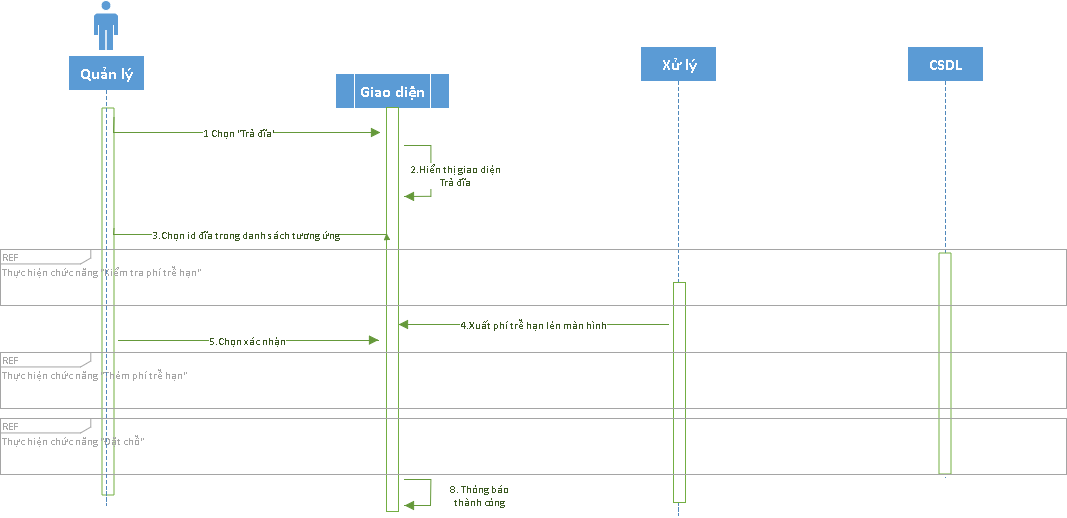 Quản lý
Giao diện
Xử lý
CSDL
1 Chọn "Trả đĩa"
2.Hiển thị giao diện
Trả đĩa
3.Chọn id đĩa trong danh sách tương ứng
REF
Thực hiện chức năng "Kiểm tra phí trễ hạn"
4.Xuất phí trễ hạn lên màn hình
5.Chọn xác nhận
REF
Thực hiện chức năng "Thêm phí trễ hạn"
REF
Thực hiện chức năng "Đặt chỗ"
8. Thông báo
thành công